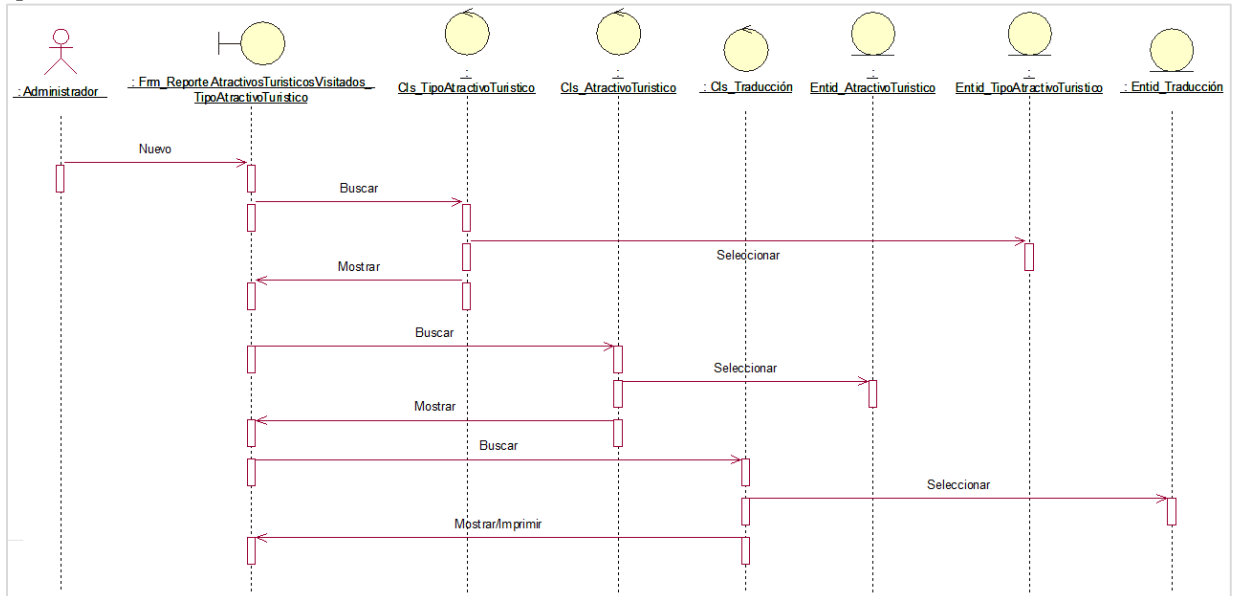 : Administrador
: Frm_Reporte AtractivosTuristicosVisitados_
TipoAtractivoTuristico
:
Cls_TipoAtractivoTuristico
:
Cls_AtractivoTuristico
: Cls_Traducción
:
Entid_AtractivoTuristico
:
Entid_TipoAtractivoTuristico
: Entid_Traducción
Nuevo
Buscar
Seleccionar
Mostrar
Buscar
Seleccionar
Mostrar
Buscar
Seleccionar
Mostrar/Imprimir